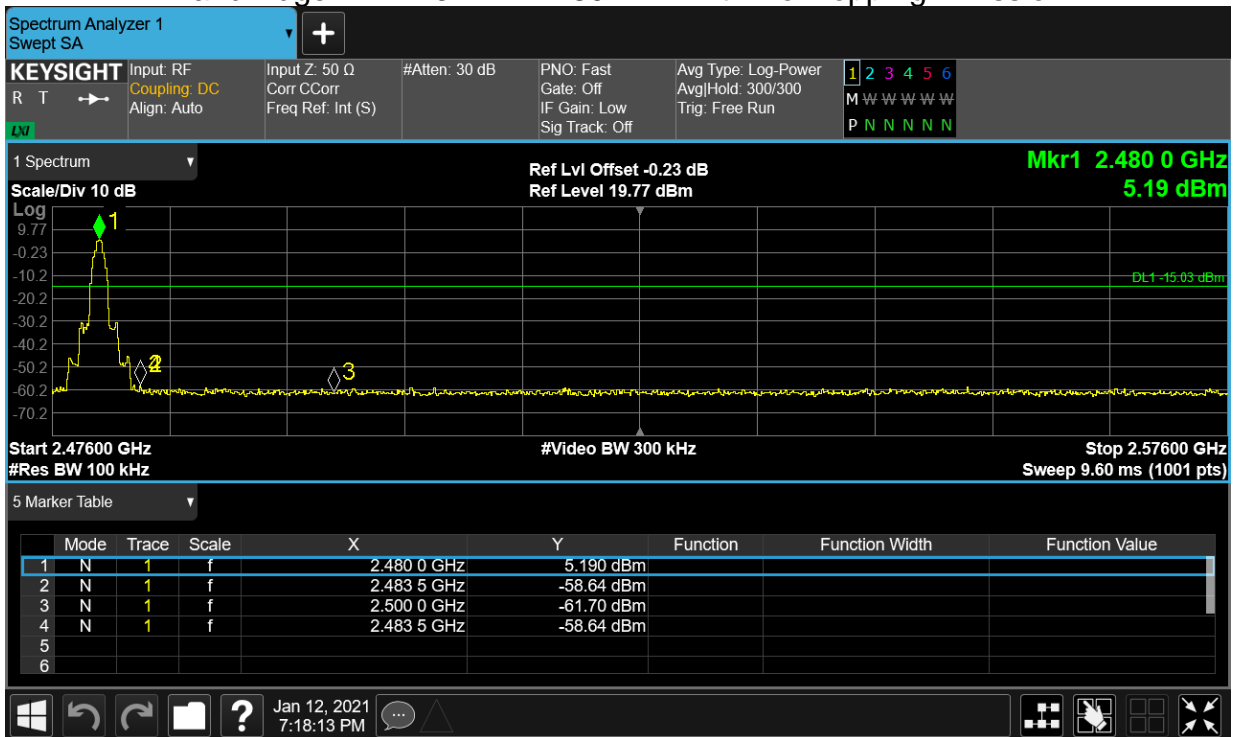 Spectrum Analyzer 1
Swept SA
KEYSIGHT
R T
LXI
Input: RF
Coupling: DC
Align: Auto
Input Z: 50 Ω
Corr CCorr
Freq Ref: Int (S)
#Atten: 30 dB
PNO: Fast
Gate: Off
IF Gain: Low
Sig Track: Off
Avg Type: Log-Power
Avg|Hold: 300/300
Trig: Free Run
1 2 3 4 5 6
M W W W W W W
P N N N N N N
1 Spectrum
Scale/Div 10 dB
Ref Lvl Offset -0.23 dB
Ref Level 19.77 dBm
Mkr1 2.480 0 GHz
5.19 dBm
Log
9.77
-0.23
-10.2
-20.2
-30.2
-40.2
-50.2
-60.2
-70.2
1
3
DL1 -15.03 dBm
Start 2.47600 GHz
#Res BW 100 kHz
#Video BW 300 kHz
Stop 2.57600 GHz
Sweep 9.60 ms (1001 pts)
5 Marker Table
Mode Trace Scale X Y Function Function Width Function Value
1 N 1 f 2.480 0 GHz 5.190 dBm
2 N 1 f 2.483 5 GHz -58.64 dBm
3 N 1 f 2.500 0 GHz -61.70 dBm
4 N 1 f 2.483 5 GHz -58.64 dBm
5
6
?
Jan 12, 2021
7:18:13 PM